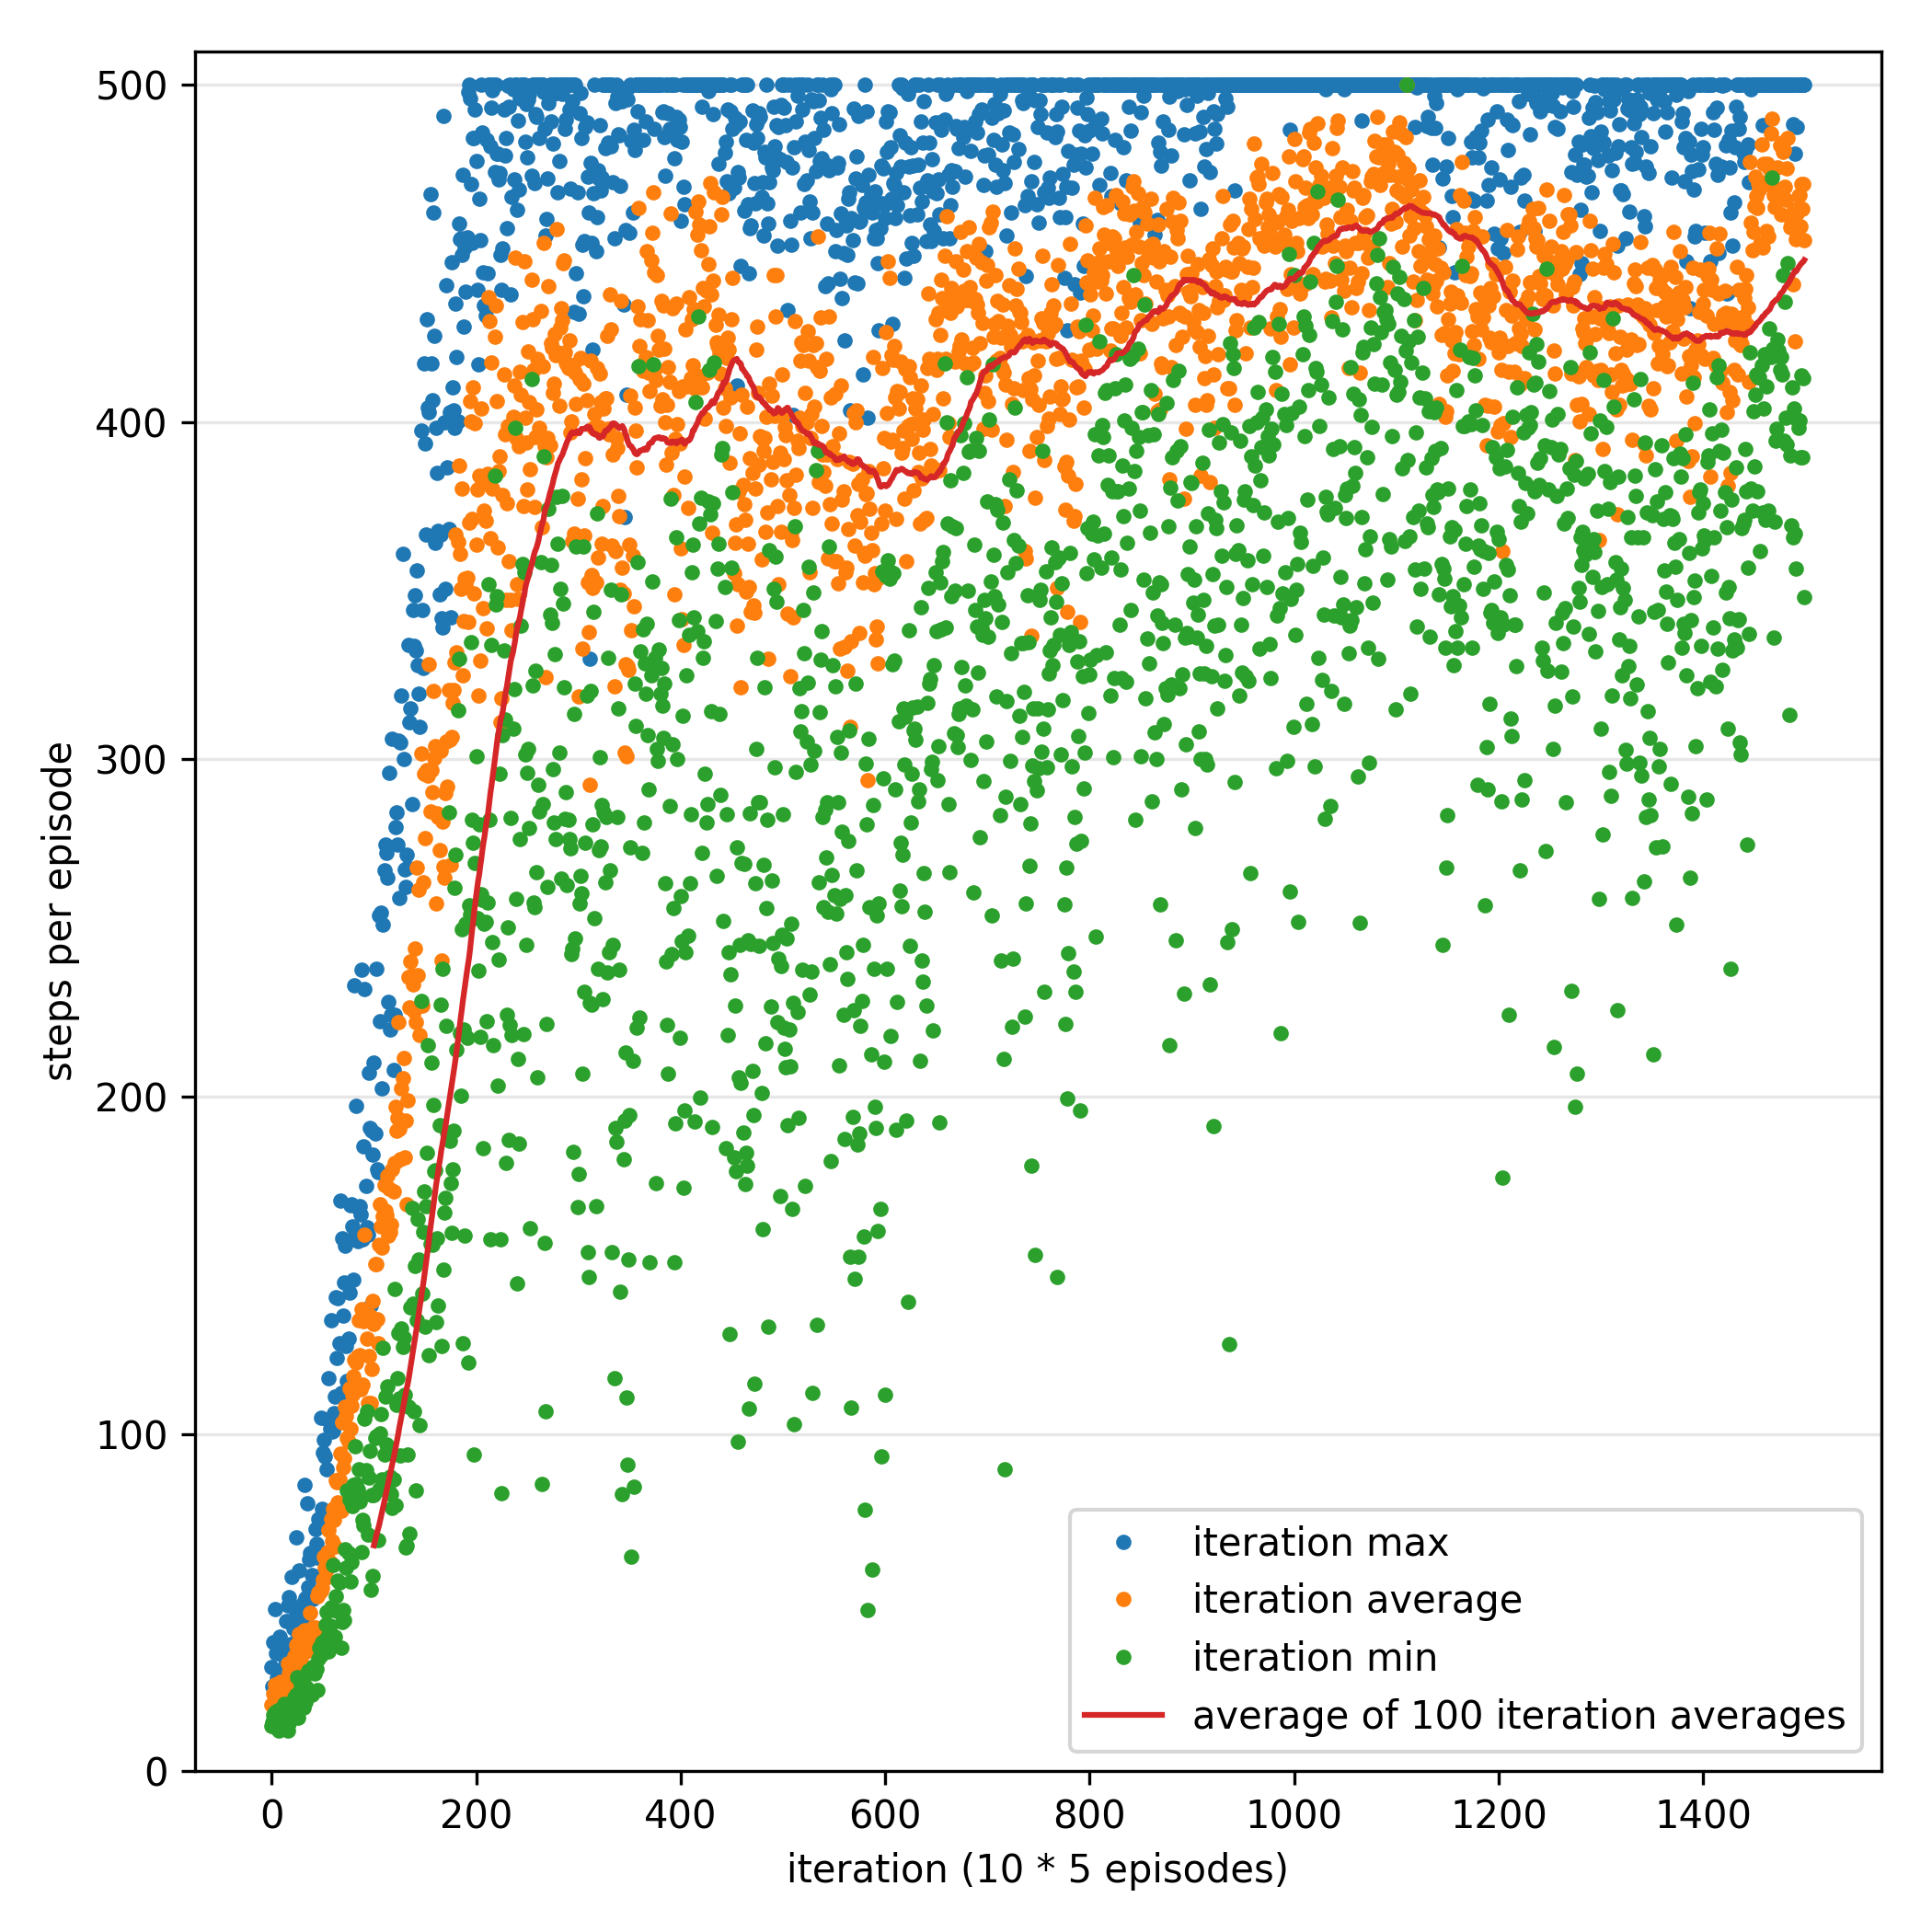 500
400
300
200
100
0
steps per episode
0 200 400 600 800 1000 1200 1400
iteration (10 * 5 episodes)
iteration max
iteration average
iteration min
average of 100 iteration averages